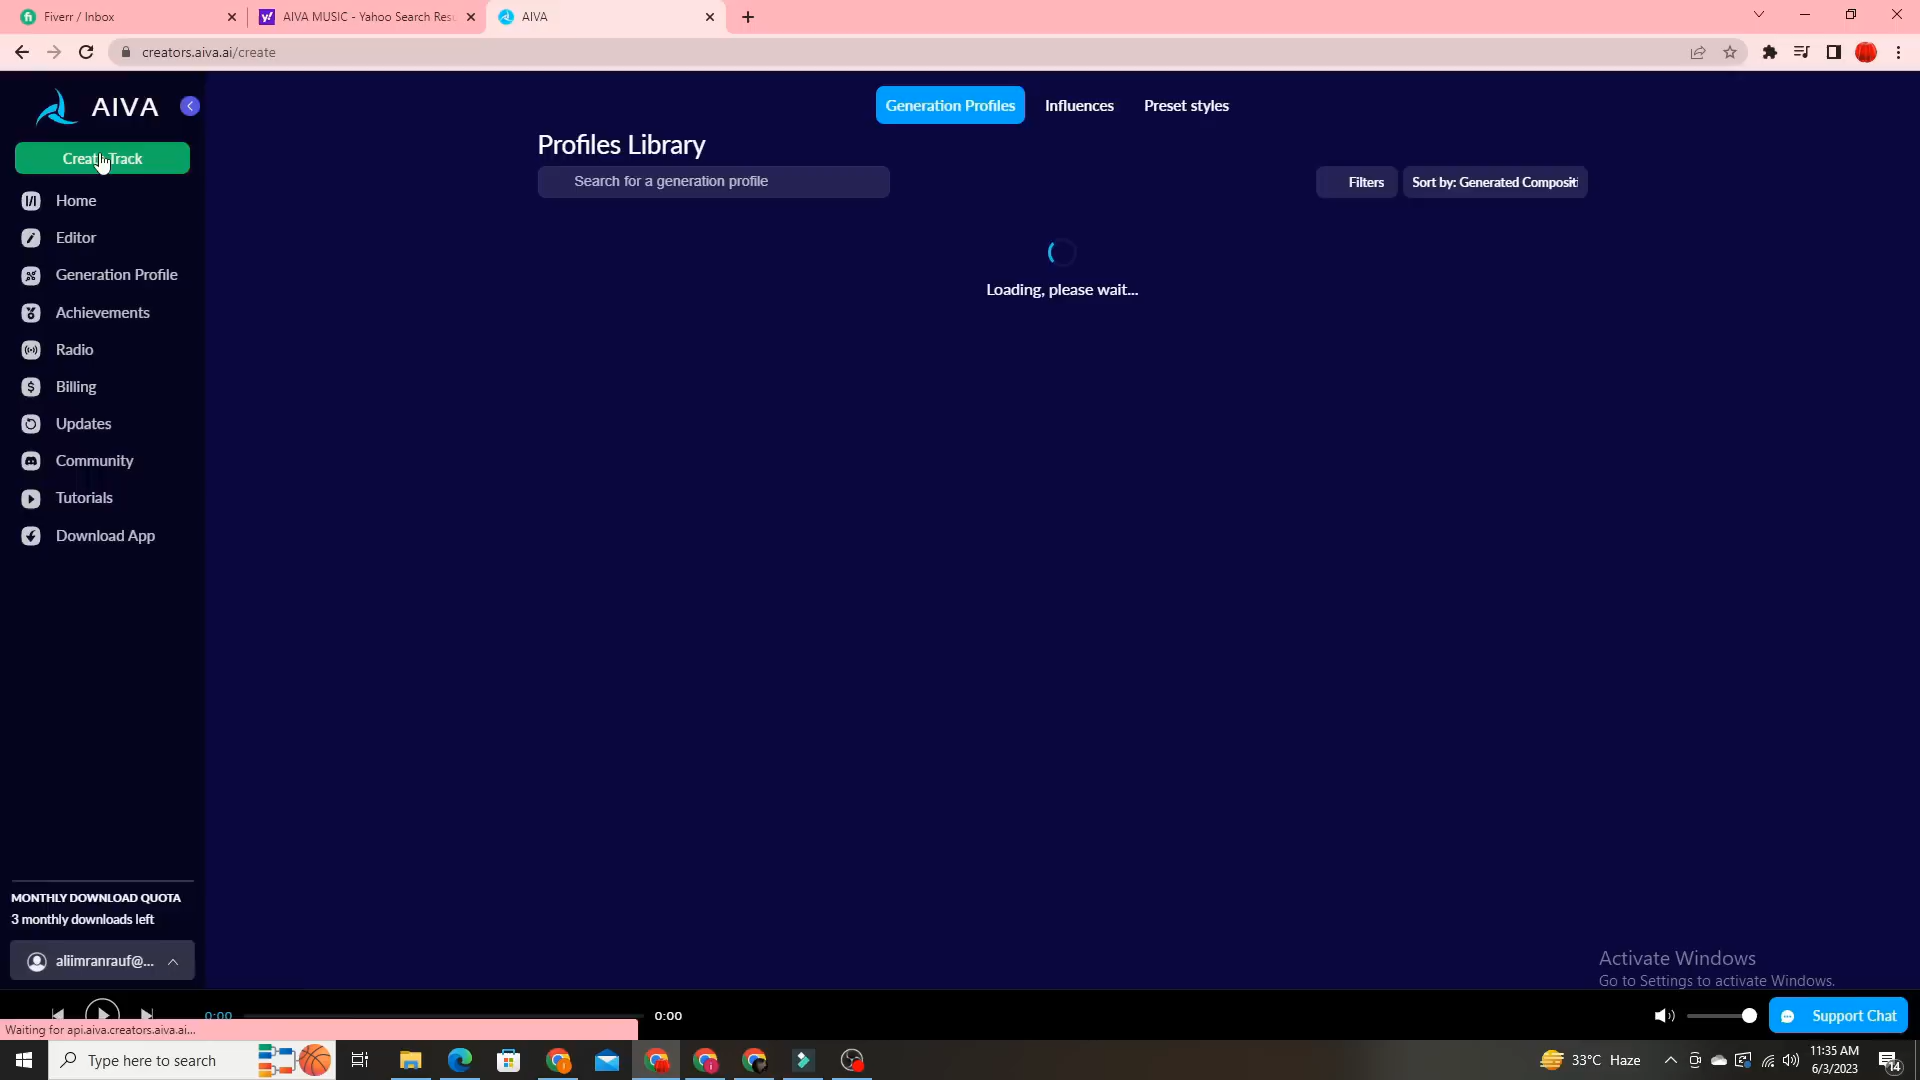 Fiverr / Inbox
AIVA MUSIC - Yahoo Search Res
AIVA
creators.aiva.ai/create
AIVA
Generation Profiles
Influences
Preset styles
Create Track
Profiles Library
Search for a generation profile
Filters
Sort by: Generated Composit
Home
Editor
Generation Profile
Loading, please wait...
Achievements
Radio
Billing
Updates
Community
Tutorials
Download App
MONTHLY DOWNLOAD QUOTA
3 monthly downloads left
aliimranrauf@...
Activate Windows
Go to Settings to activate Windows.
0:00
0:00
Support Chat
Waiting for api.aiva.creators.aiva.ai...
Type here to search
33°C Haze
11:35 AM
6/3/2023
14